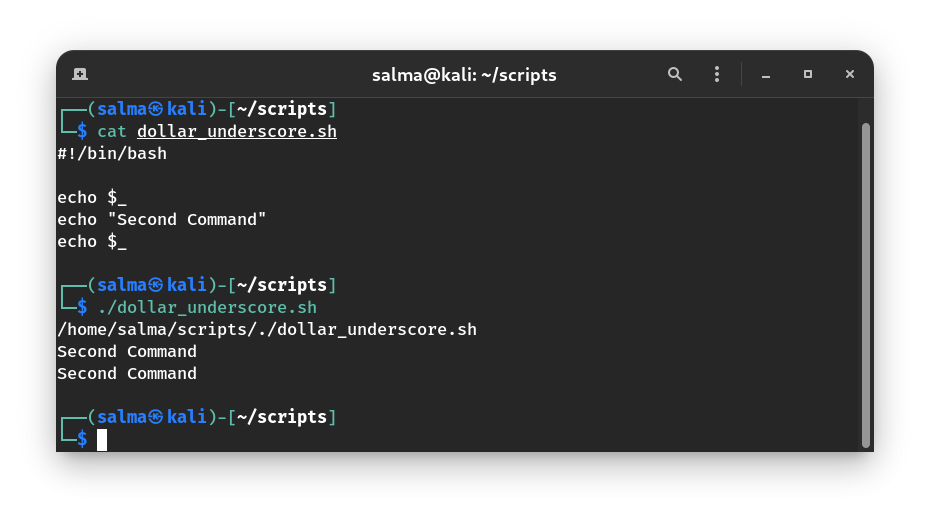 salma@kali: ~/scripts
┌──(salma㉿kali)-[~/scripts]
└─$ cat dollar_underscore.sh
#!/bin/bash

echo $_
echo "Second Command"
echo $_

┌──(salma㉿kali)-[~/scripts]
└─$ ./dollar_underscore.sh
/home/salma/scripts/./dollar_underscore.sh
Second Command
Second Command

┌──(salma㉿kali)-[~/scripts]
└─$